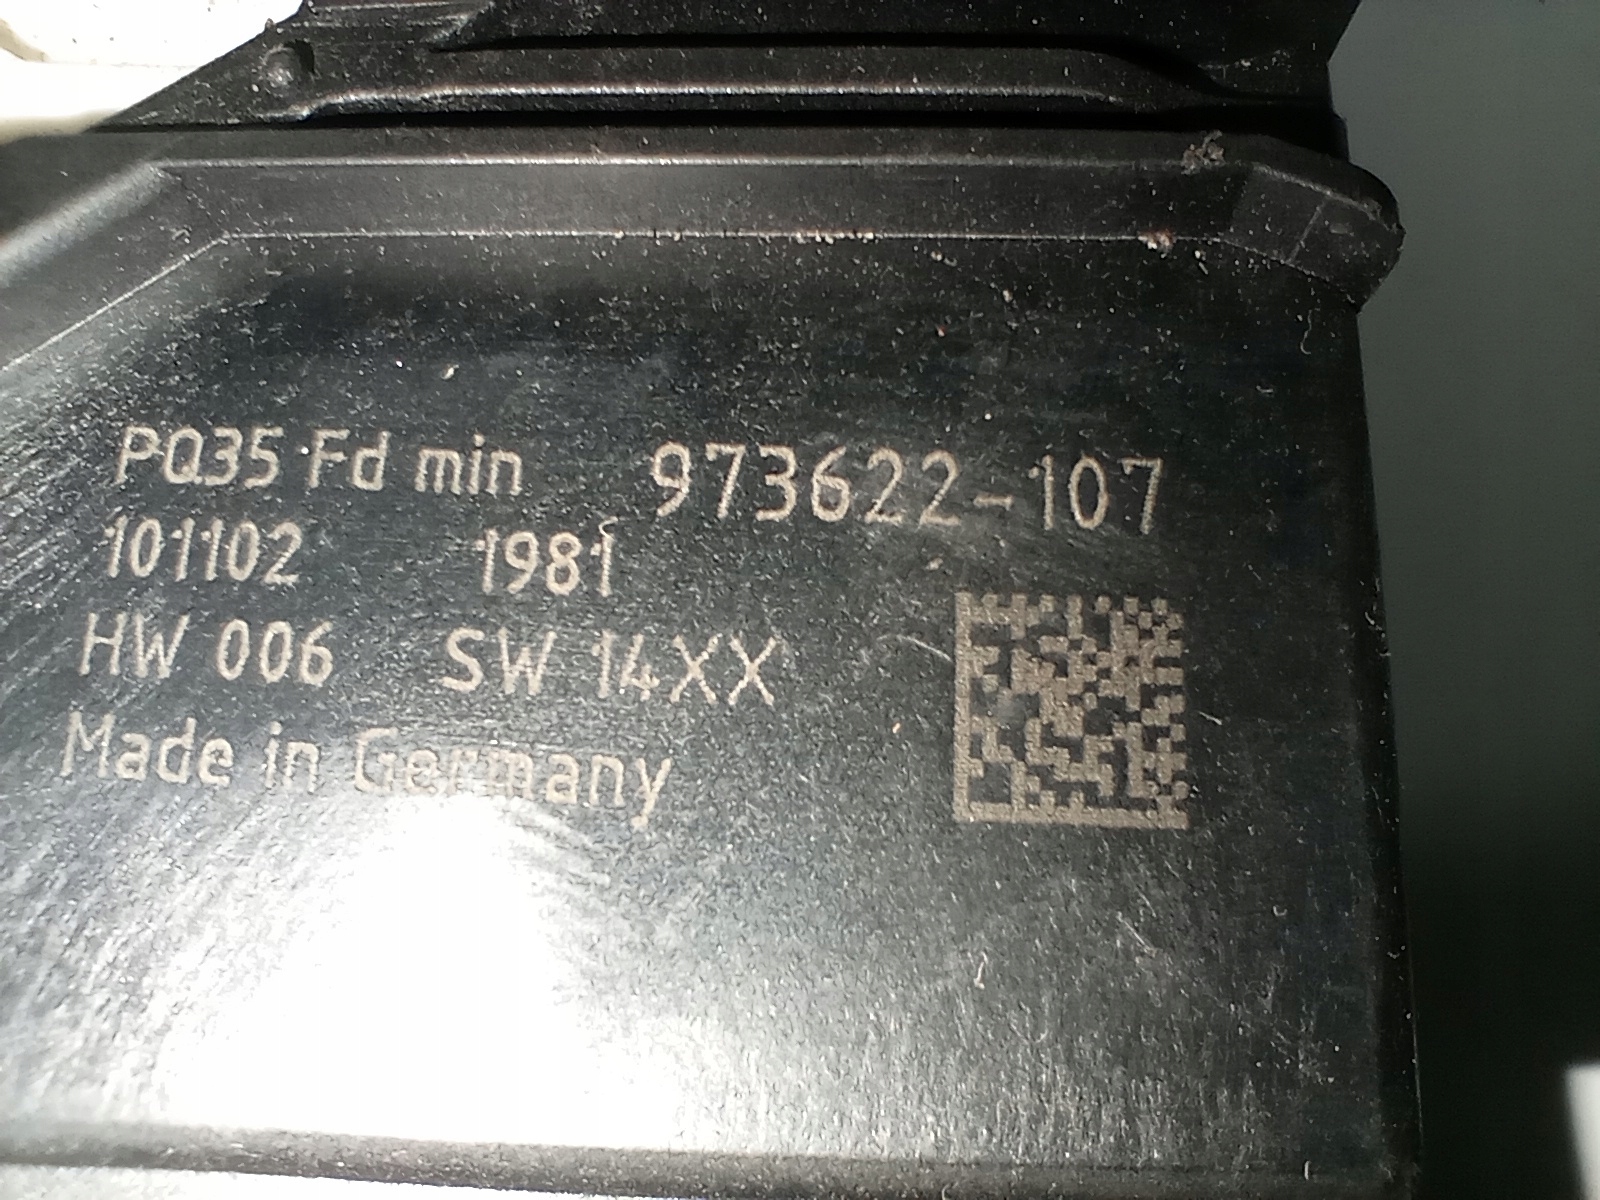 PQ35 Fd min 973622-107
101102 1981
HW 006 SW 14XX
Made in Germany